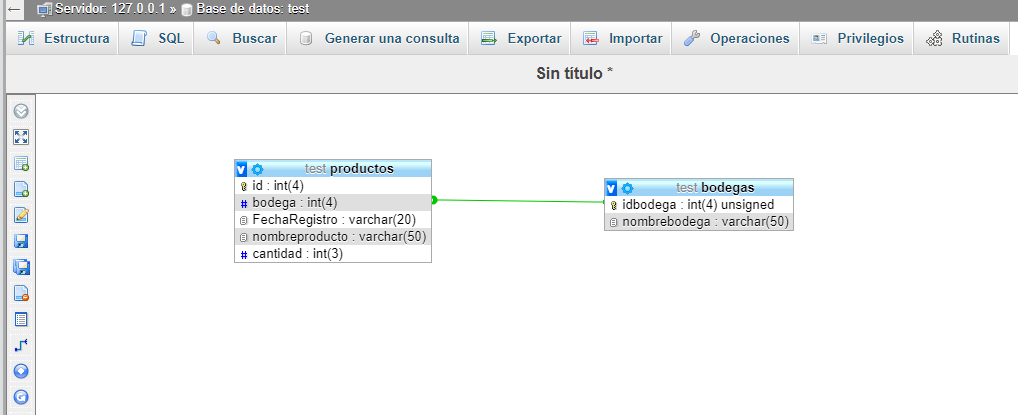 Servidor: 127.0.0.1 » Base de datos: test
Estructura SQL Buscar Generar una consulta Exportar Importar Operaciones Privilegios Rutinas
Sin título *
test productos
id : int(4)
bodega : int(4)
FechaRegistro : varchar(20)
nombreproducto : varchar(50)
cantidad : int(3)
test bodegas
idbodega : int(4) unsigned
nombrebodega : varchar(50)